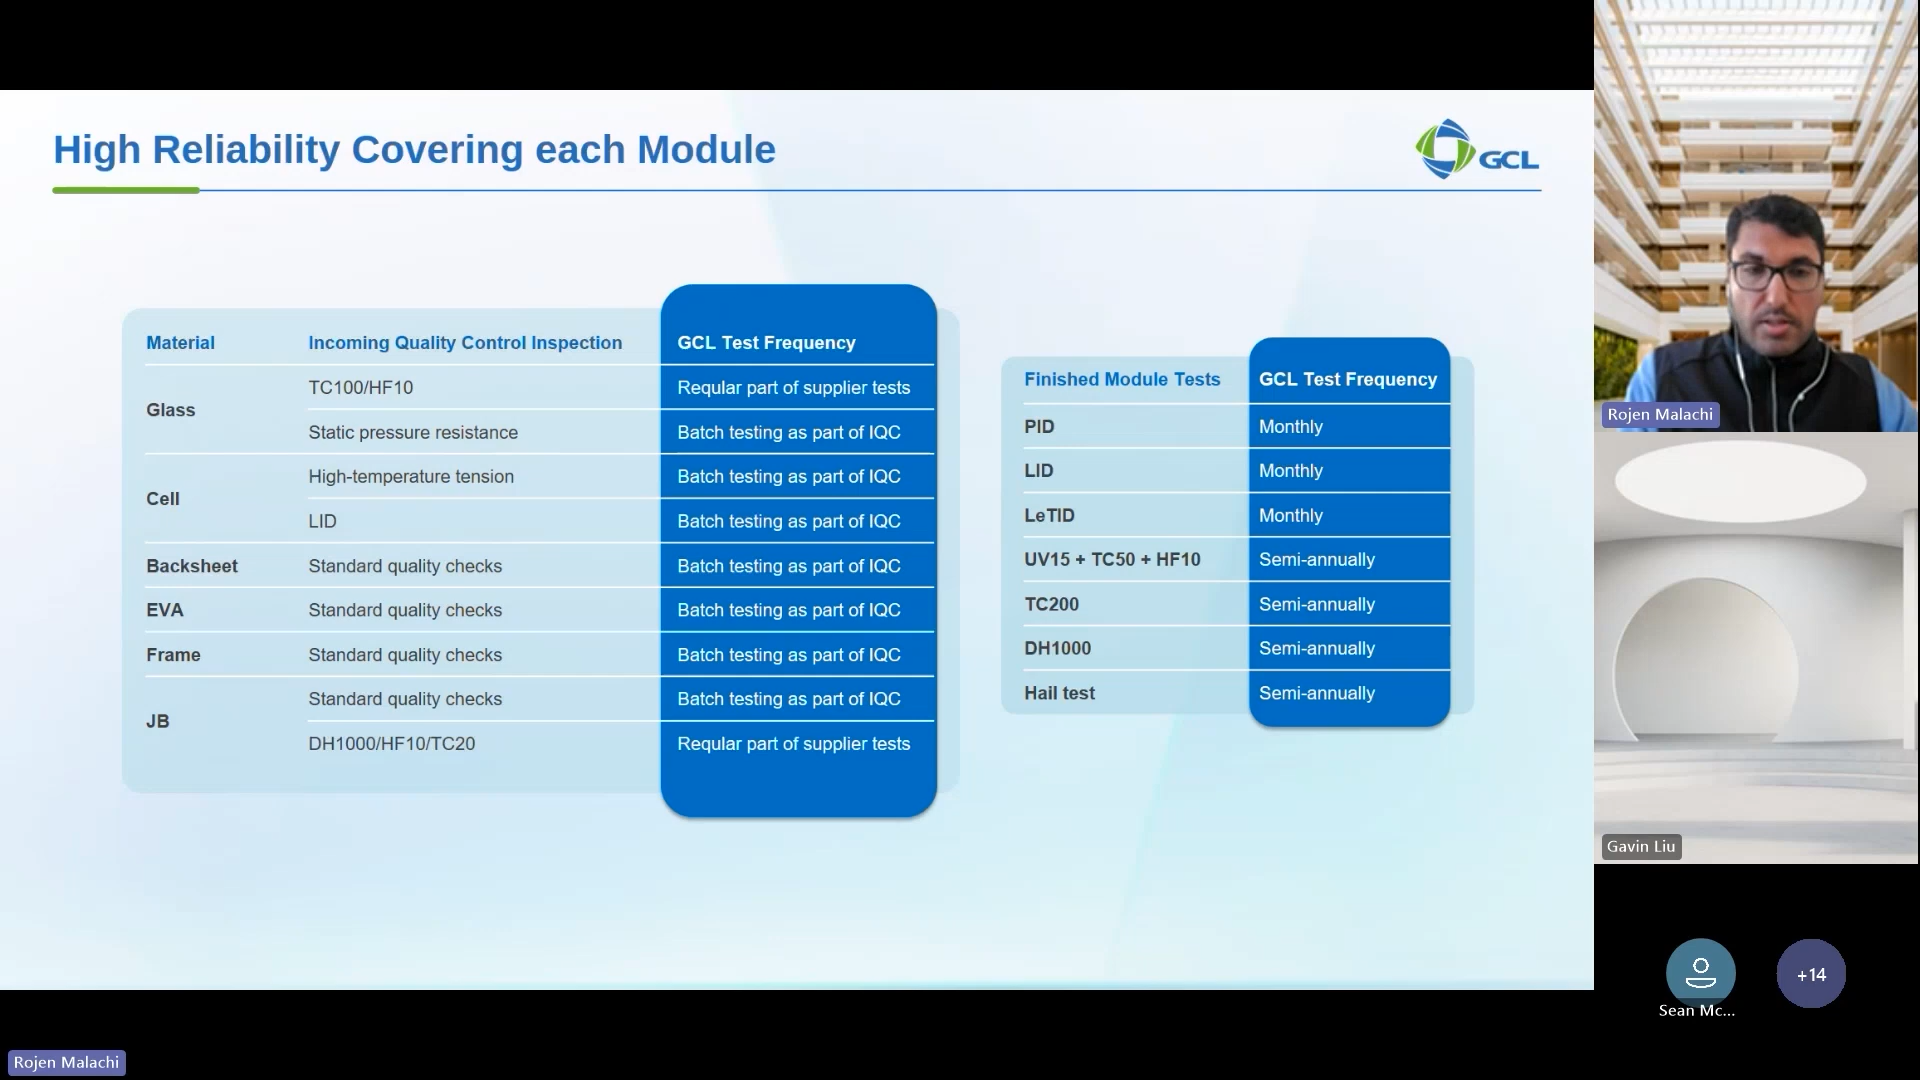 High Reliability Covering each Module
GCL
Material Incoming Quality Control Inspection GCL Test Frequency
Glass
TC100/HF10 Reqular part of supplier tests
Static pressure resistance Batch testing as part of IQC
Cell
High-temperature tension Batch testing as part of IQC
LID Batch testing as part of IQC
Backsheet Standard quality checks Batch testing as part of IQC
EVA Standard quality checks Batch testing as part of IQC
Frame Standard quality checks Batch testing as part of IQC
JB
Standard quality checks Batch testing as part of IQC
DH1000/HF10/TC20 Reqular part of supplier tests
Finished Module Tests GCL Test Frequency
PID Monthly
LID Monthly
LeTID Monthly
UV15 + TC50 + HF10 Semi-annually
TC200 Semi-annually
DH1000 Semi-annually
Hail test Semi-annually
Rojen Malachi
Gavin Liu
Sean Mc...
+14
Rojen Malachi